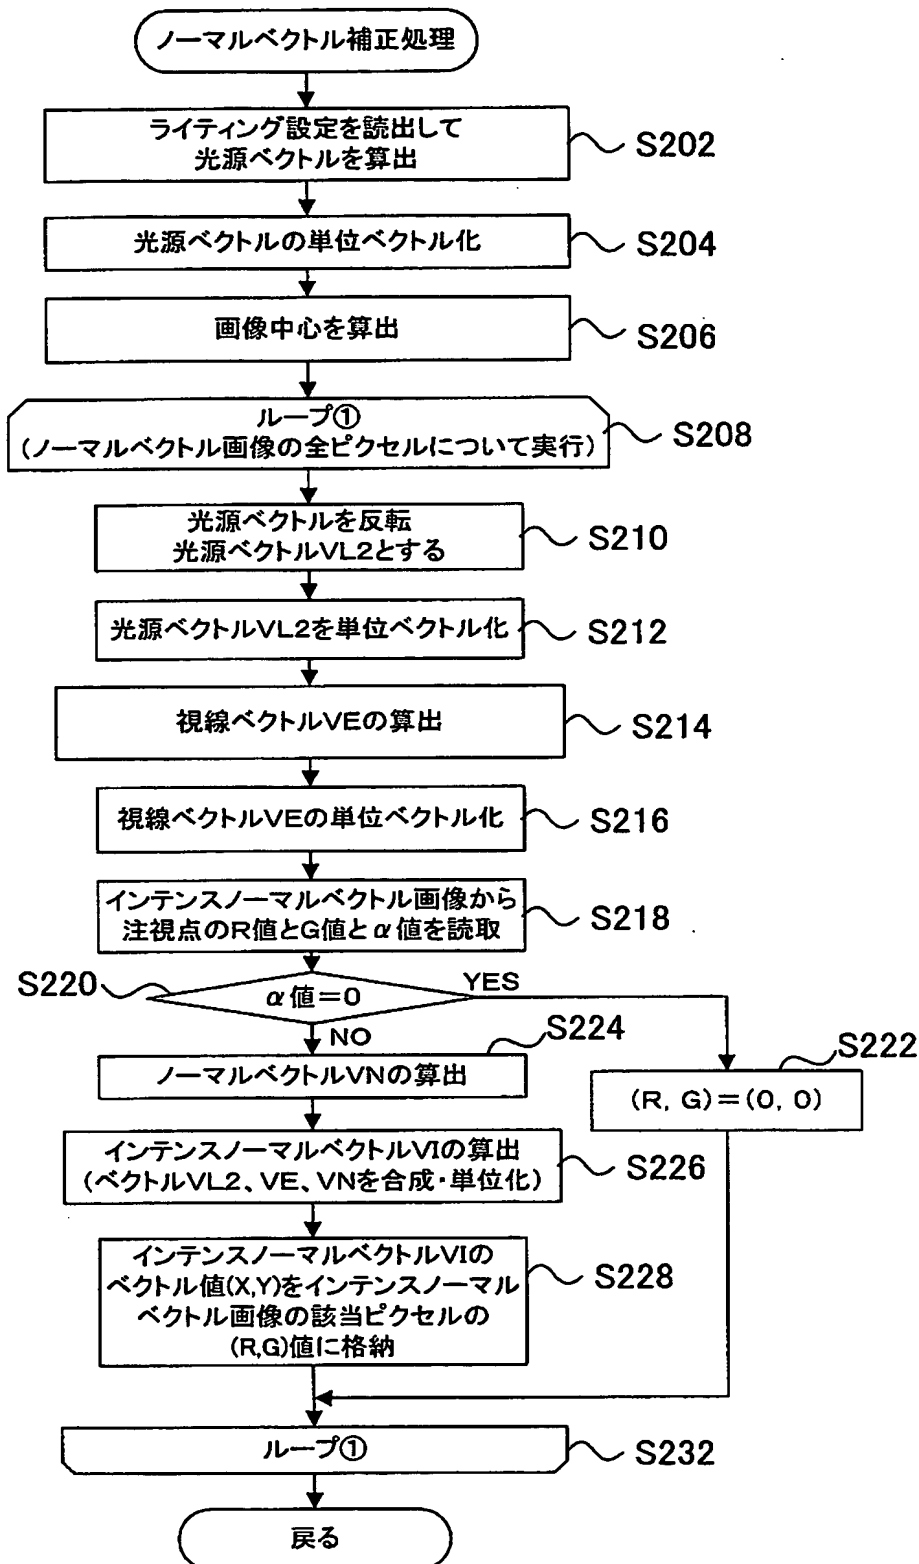 ノーマルベクトル補正処理
ライティング設定を読出して
光源ベクトルを算出
S202
光源ベクトルの単位ベクトル化
S204
画像中心を算出
S206
ループ①
(ノーマルベクトル画像の全ピクセルについて実行)
S208
光源ベクトルを反転
光源ベクトルVL2とする
S210
光源ベクトルVL2を単位ベクトル化
S212
視線ベクトルVEの算出
S214
視線ベクトルVEの単位ベクトル化
S216
インテンスノーマルベクトル画像から
注視点のR値とG値とα値を読取
S218
S220
α値=0
YES
NO
S224
ノーマルベクトルVNの算出
S222
(R, G)=(0, 0)
インテンスノーマルベクトルVIの算出
(ベクトルVL2、VE、VNを合成・単位化)
S226
インテンスノーマルベクトルVIの
ベクトル値(X,Y)をインテンスノーマル
ベクトル画像の該当ピクセルの
(R,G)値に格納
S228
ループ①
S232
戻る